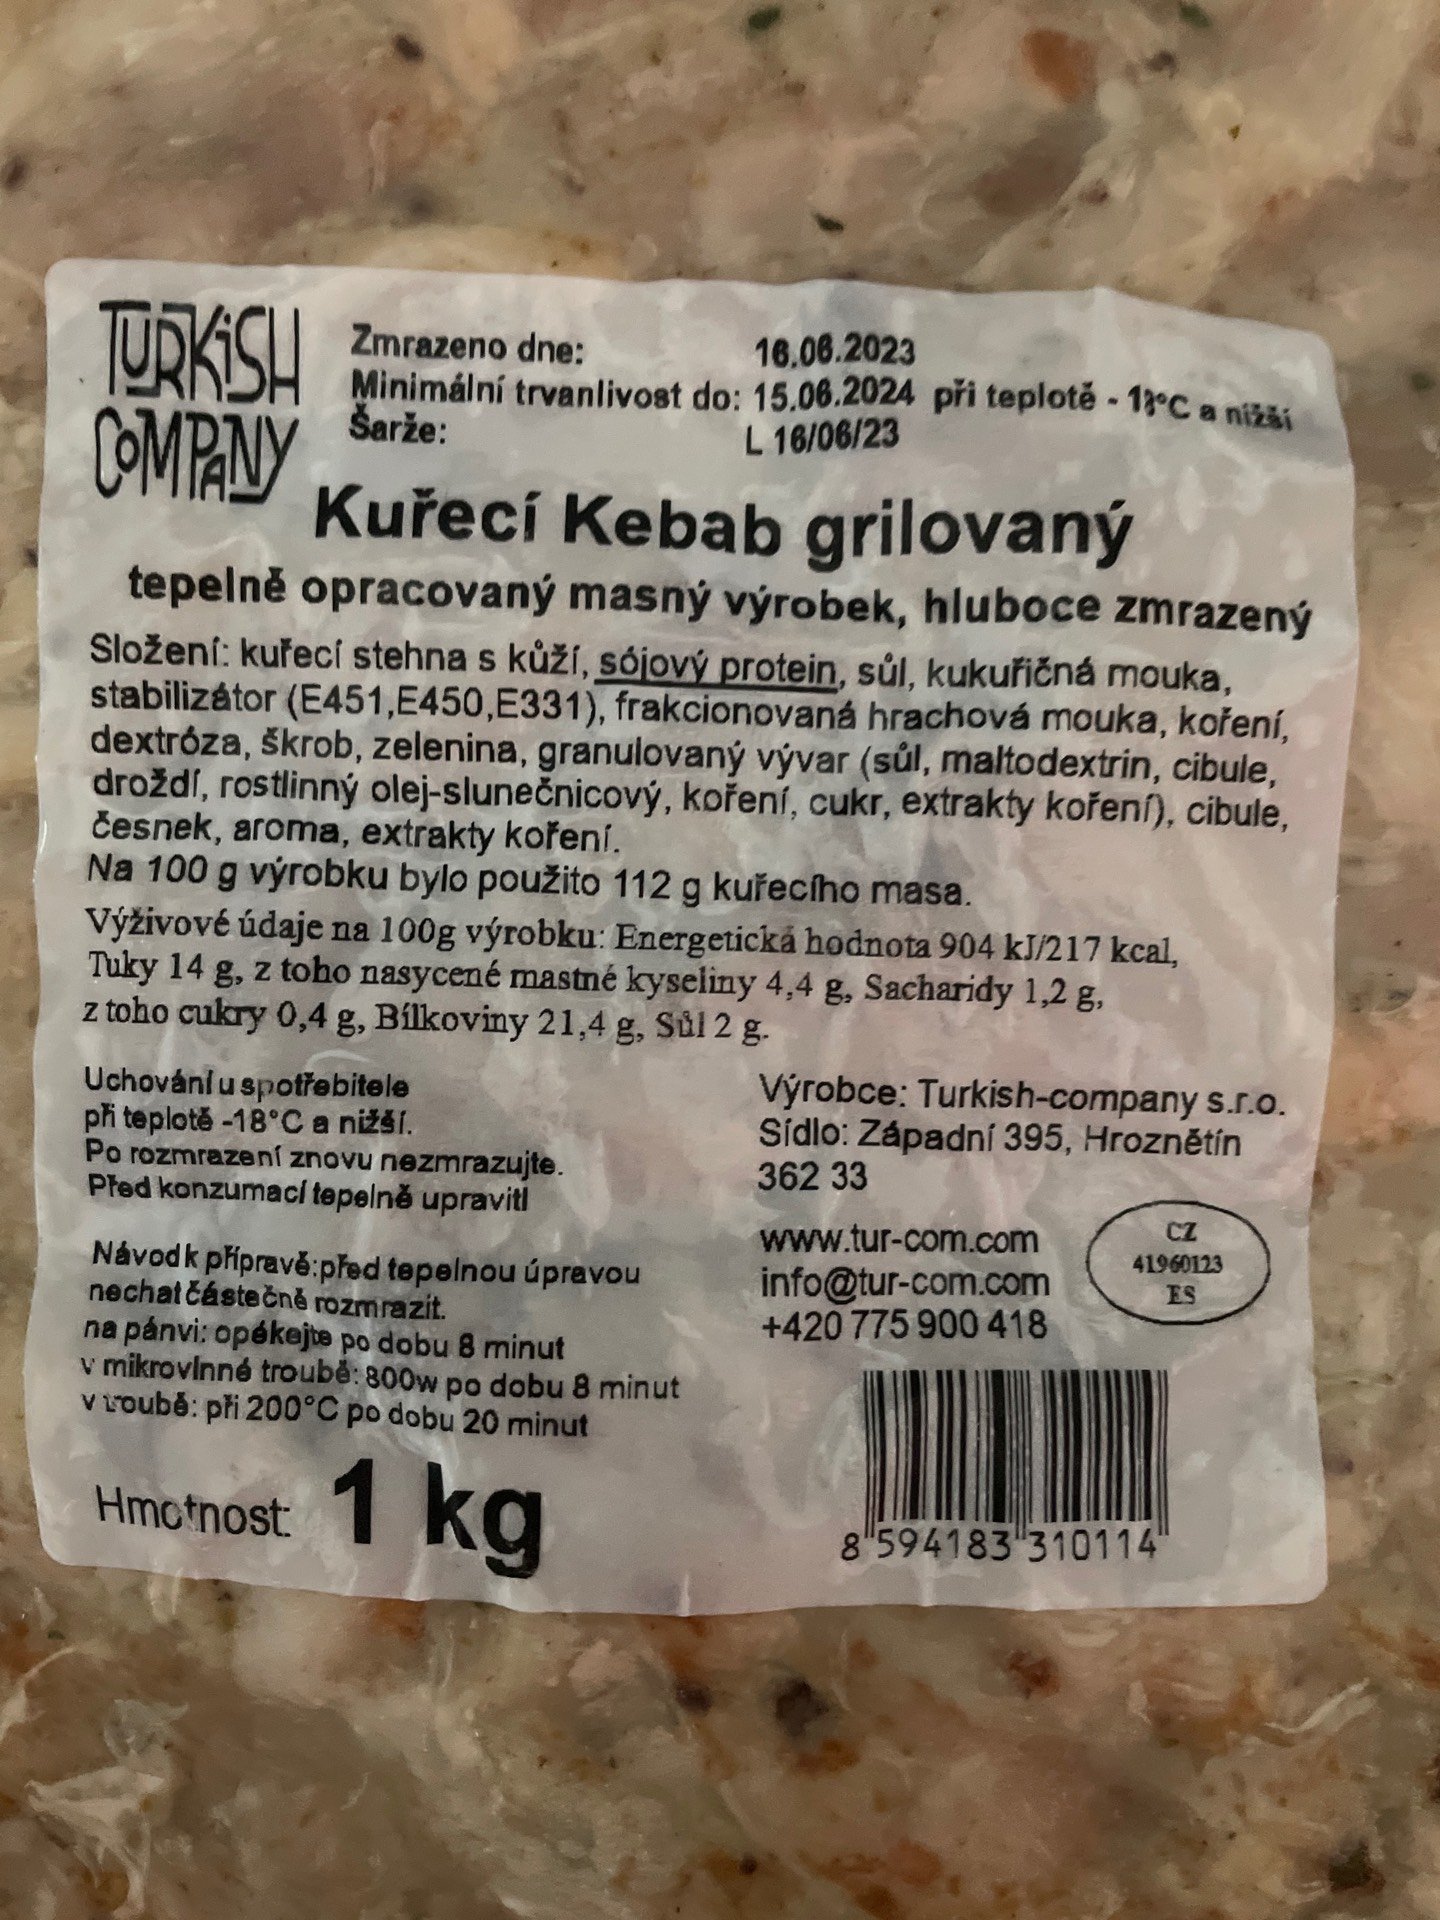 TURKiSH
COMPANY
Zmrazeno dne: 16.06.2023
Minimální trvanlivost do: 15.06.2024 při teplotě - 18°C a nižší
Šarže: L 16/06/23
Kuřecí Kebab grilovaný
tepelně opracovaný masný výrobek, hluboce zmrazený
Složení: kuřecí stehna s kůží, sójový protein, sůl, kukuřičná mouka,
stabilizátor (E451,E450,E331), frakcionovaná hrachová mouka, koření,
dextróza, škrob, zelenina, granulovaný vývar (sůl, maltodextrin, cibule,
droždí, rostlinný olej-slunečnicový, koření, cukr, extrakty koření), cibule,
česnek, aroma, extrakty koření.
Na 100 g výrobku bylo použito 112 g kuřecího masa.
Výživové údaje na 100g výrobku: Energetická hodnota 904 kJ/217 kcal,
Tuky 14 g, z toho nasycené mastné kyseliny 4,4 g, Sacharidy 1,2 g,
z toho cukry 0,4 g, Bílkoviny 21,4 g, Sůl 2 g.
Uchování u spotřebitele
při teplotě -18°C a nižší.
Po rozmrazení znovu nezmrazujte.
Před konzumací tepelně upravit!
Výrobce: Turkish-company s.r.o.
Sídlo: Západní 395, Hroznětín
362 33
www.tur-com.com
info@tur-com.com
+420 775 900 418
CZ
41960123
ES
Návod k přípravě:před tepelnou úpravou
nechat částečně rozmrazit.
na pánvi: opékejte po dobu 8 minut
v mikrovlnné troubě: 800w po dobu 8 minut
v troubě: při 200°C po dobu 20 minut
Hmotnost: 1 kg
8 594183 310114